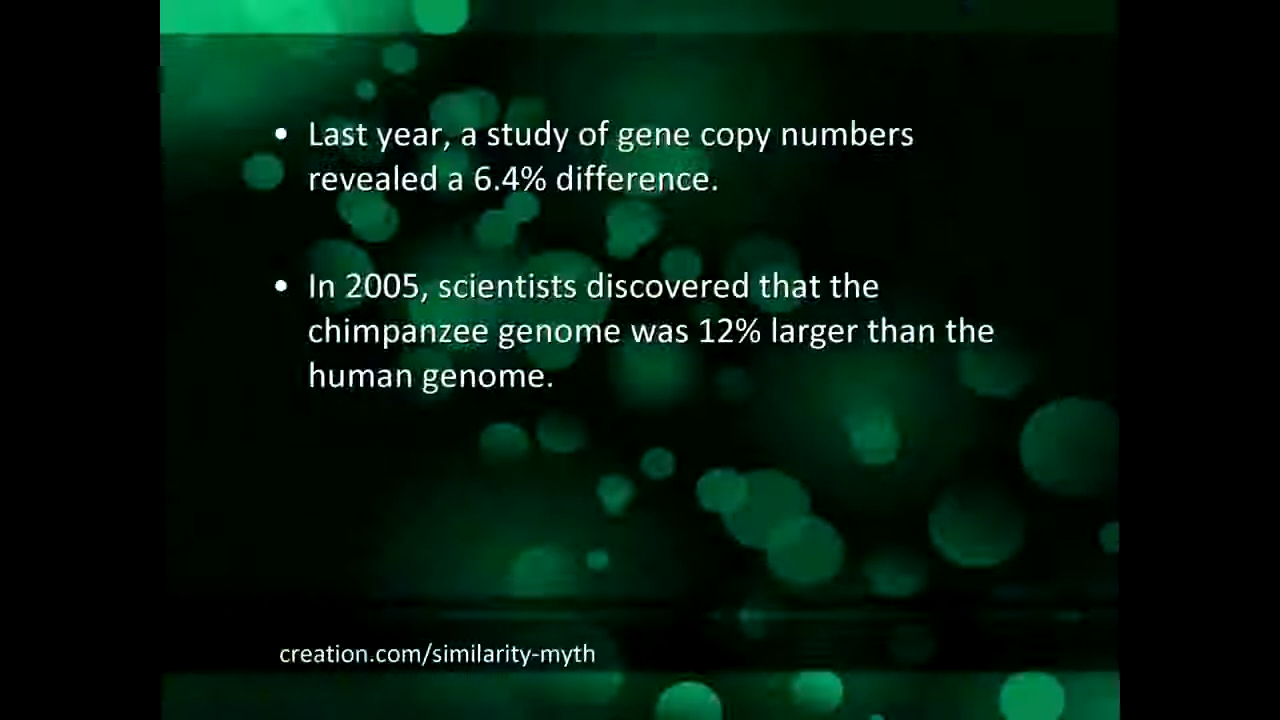 • Last year, a study of gene copy numbers
revealed a 6.4% difference.
• In 2005, scientists discovered that the
chimpanzee genome was 12% larger than the
human genome.
creation.com/similarity-myth